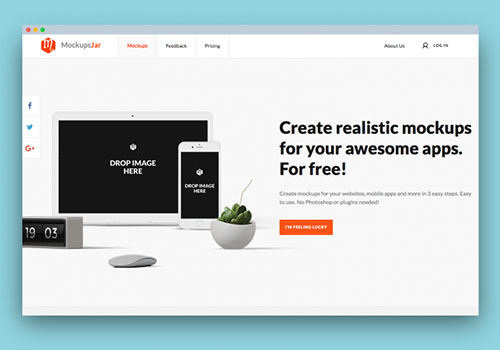 MockupsJar
Mockups
Feedback
Pricing
About Us
LOG IN
f
G+
DROP IMAGE
HERE
DROP IMAGE
HERE
19 03
Create realistic mockups
for your awesome apps.
For free!
Create mockups for your websites, mobile apps and more in 3 easy steps. Easy
to use. No Photoshop or plugins needed!
I'M FEELING LUCKY